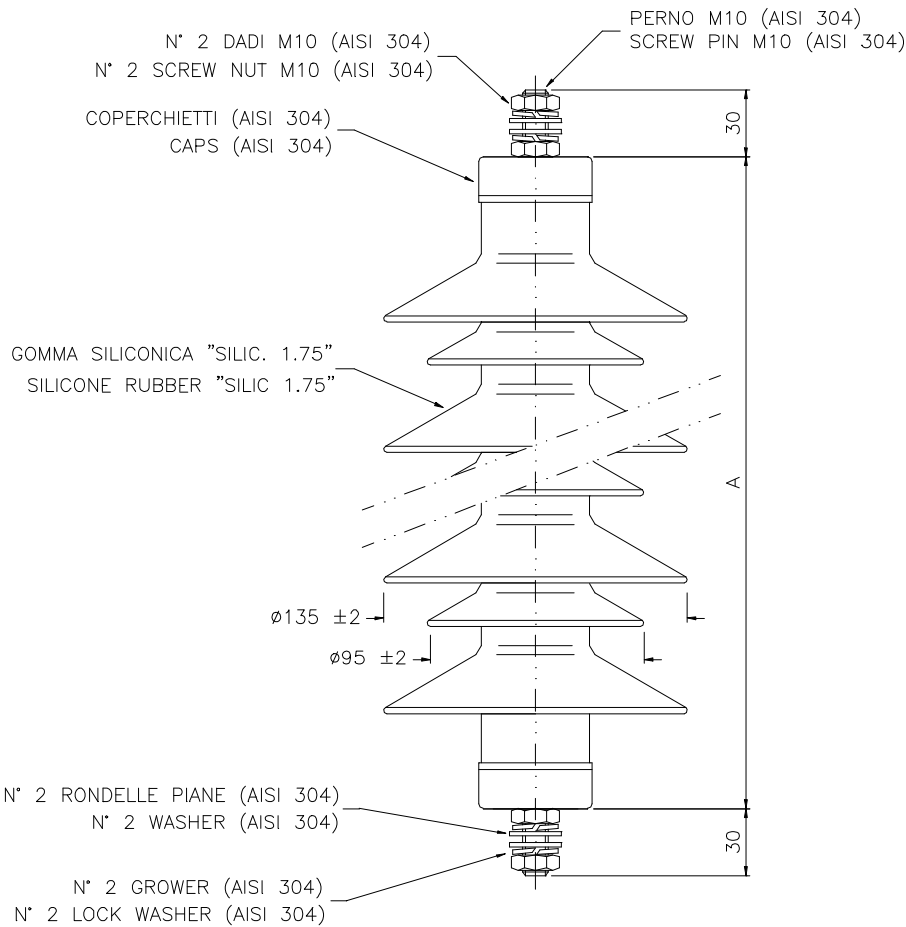 PERNO M10 (AISI 304)
SCREW PIN M10 (AISI 304)
N° 2 DADI M10 (AISI 304)
N° 2 SCREW NUT M10 (AISI 304)
30
COPERCHIETTI (AISI 304)
CAPS (AISI 304)
GOMMA SILICONICA "SILIC. 1.75"
SILICONE RUBBER "SILIC 1.75"
A
ø135 ±2
ø95 ±2
N° 2 RONDELLE PIANE (AISI 304)
N° 2 WASHER (AISI 304)
30
N° 2 GROWER (AISI 304)
N° 2 LOCK WASHER (AISI 304)